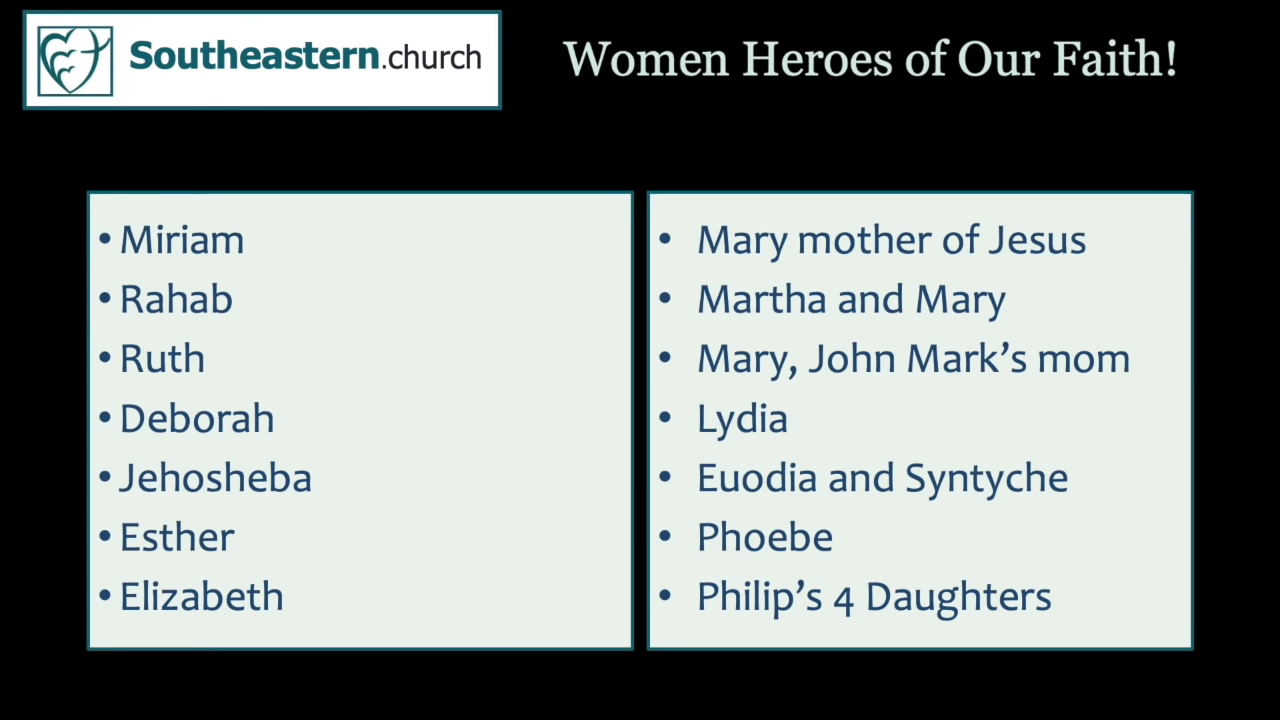 Southeastern.church
Women Heroes of Our Faith!
• Miriam
• Rahab
• Ruth
• Deborah
• Jehosheba
• Esther
• Elizabeth
• Mary mother of Jesus
• Martha and Mary
• Mary, John Mark’s mom
• Lydia
• Euodia and Syntyche
• Phoebe
• Philip’s 4 Daughters